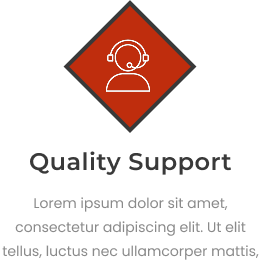 Quality Support
Lorem ipsum dolor sit amet,
consectetur adipiscing elit. Ut elit
tellus, luctus nec ullamcorper mattis,